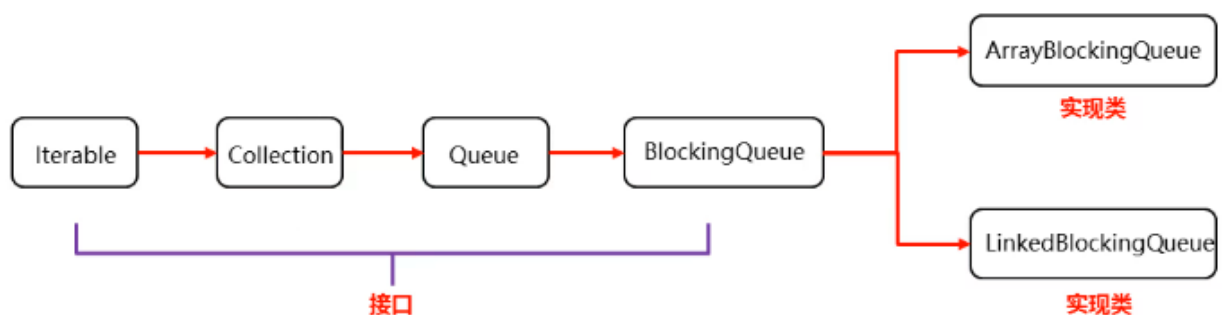 Iterable
Collection
Queue
BlockingQueue
ArrayBlockingQueue
实现类
LinkedBlockingQueue
实现类
接口